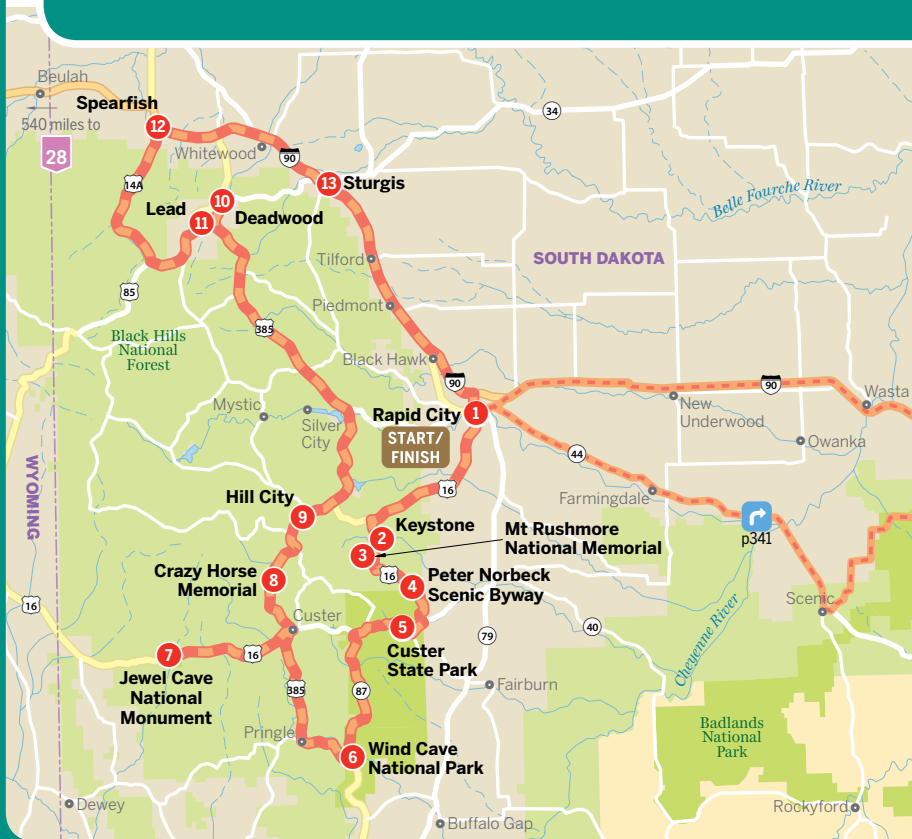 Beulah
Spearfish
540 miles to
28
12
Whitewood
90
34
14A
13 Sturgis
10
Lead
11
Deadwood
Belle Fourche River
SOUTH DAKOTA
Tilford
85
Piedmont
385
Black Hills
National
Forest
Black Hawk
90
90
Wasta
Mystic
Silver
City
Rapid City
1
START/
FINISH
New
Underwood
Owanka
44
WYOMING
16
Farmingdale
Hill City
9
Keystone
2
3
Mt Rushmore
National Memorial
p341
16
Crazy Horse
Memorial
8
4
Peter Norbeck
Scenic Byway
16
Scenic
Cheyenne River
Custer
5
79
40
7
16
Custer
State Park
Jewel Cave
National
Monument
385
87
Fairburn
Pringle
Badlands
National
Park
6
Wind Cave
National Park
Dewey
Rockyford
Buffalo Gap